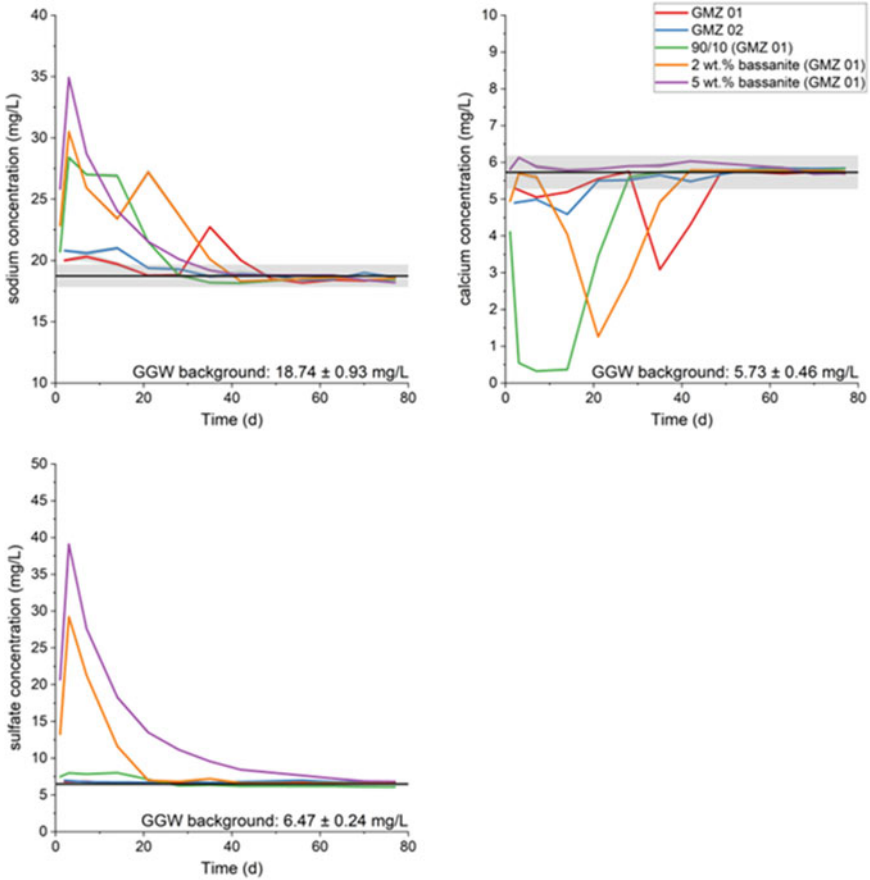 40
35
30
25
20
15
10
sodium concentration (mg/L)
GGW background: 18.74 ± 0.93 mg/L
0 20 40 60 80
Time (d)
10
9
8
7
6
5
4
3
2
1
0
calcium concentration (mg/L)
GMZ 01
GMZ 02
90/10 (GMZ 01)
2 wt.% bassanite (GMZ 01)
5 wt.% bassanite (GMZ 01)
GGW background: 5.73 ± 0.46 mg/L
0 20 40 60 80
Time (d)
50
45
40
35
30
25
20
15
10
5
0
sulfate concentration (mg/L)
GGW background: 6.47 ± 0.24 mg/L
0 20 40 60 80
Time (d)